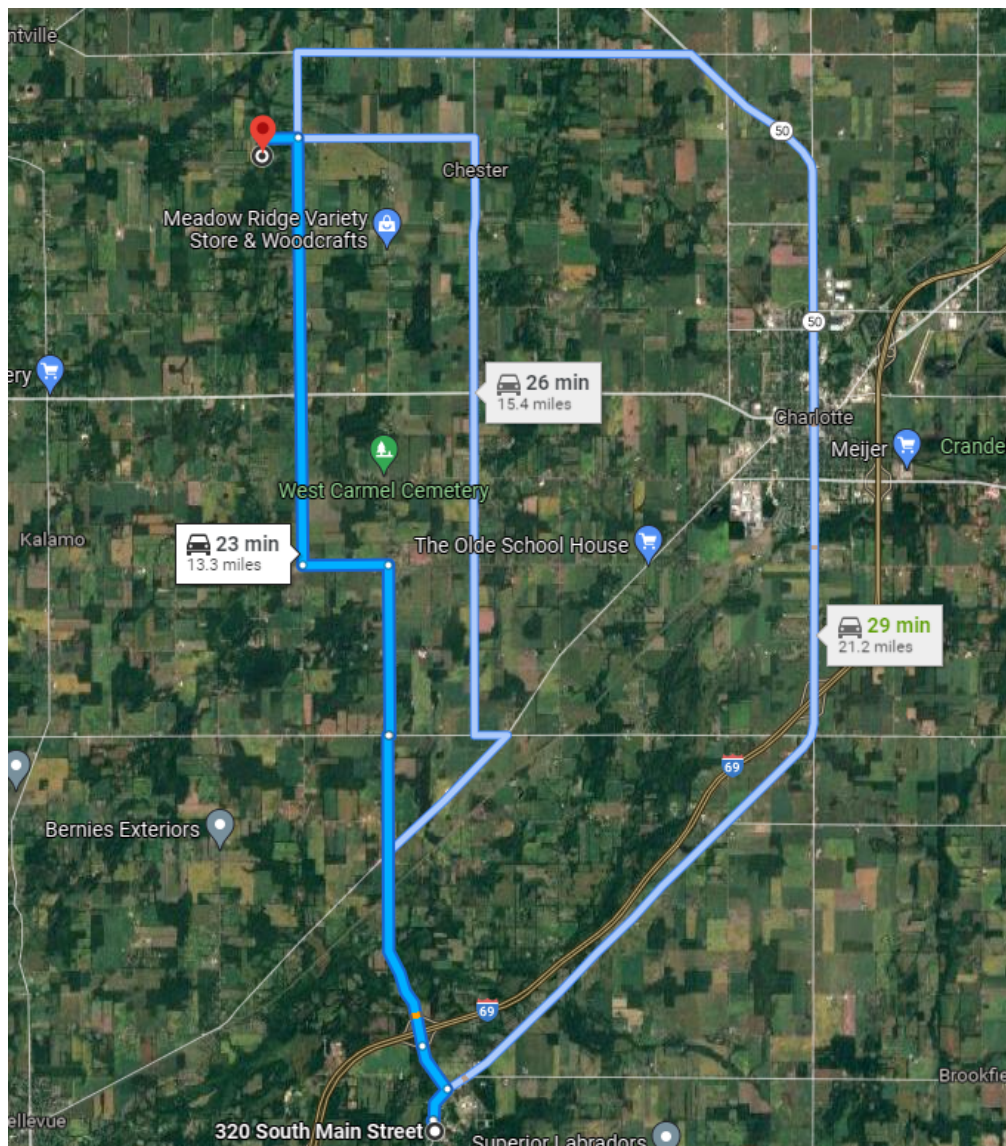 ntville
50
Chester
Meadow Ridge Variety
Store & Woodcrafts
50
ery
26 min
15.4 miles
Charlotte
Meijer
Crande
West Carmel Cemetery
Kalamo
23 min
13.3 miles
The Olde School House
29 min
21.2 miles
69
Bernies Exteriors
69
Brookfie
ellevue
320 South Main Street
Superior Labradors